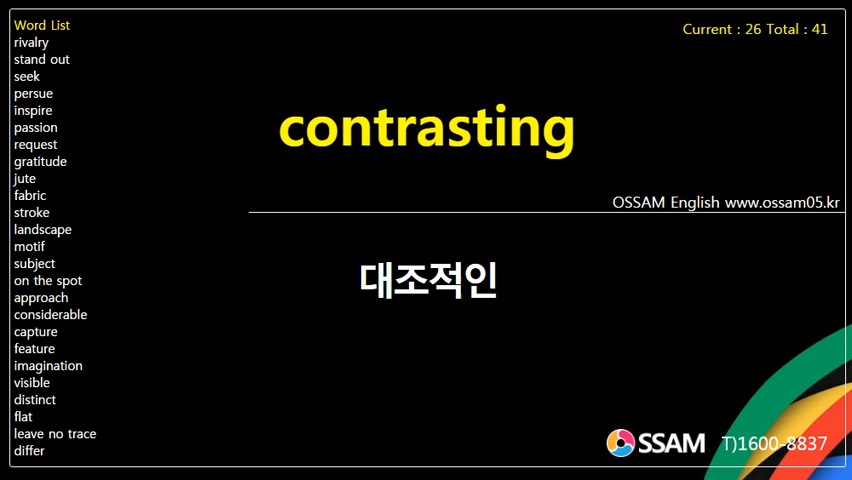 Word List
rivalry
stand out
seek
persue
inspire
passion
request
gratitude
jute
fabric
stroke
landscape
motif
subject
on the spot
approach
considerable
capture
feature
imagination
visible
distinct
flat
leave no trace
differ
Current : 26 Total : 41
contrasting
OSSAM English www.ossam05.kr
대조적인
OSSAM T)1600-8837